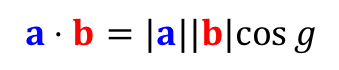 a · b = |a||b|cos g